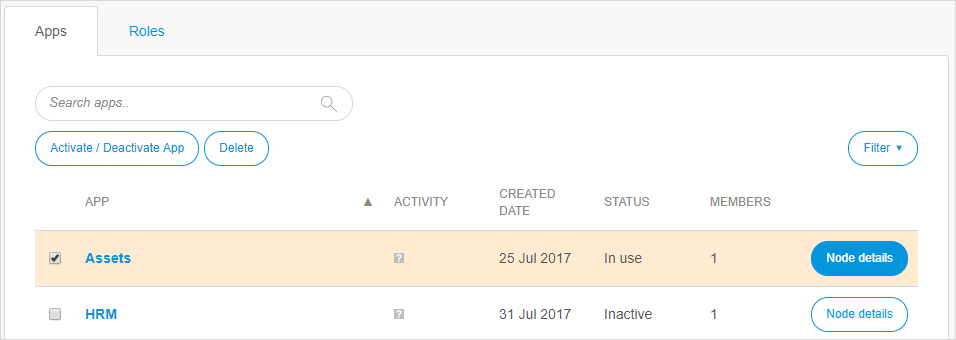 Apps Roles
Search apps..
Activate / Deactivate App Delete Filter ▾
APP ▲ ACTIVITY CREATED DATE STATUS MEMBERS
Assets ? 25 Jul 2017 In use 1 Node details
HRM ? 31 Jul 2017 Inactive 1 Node details